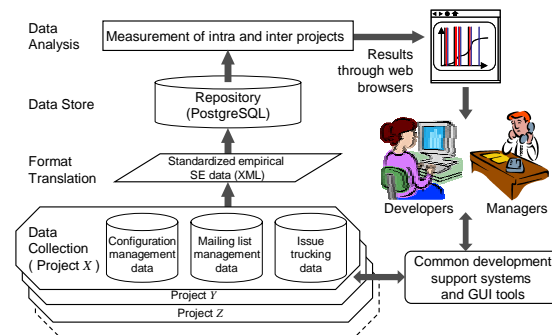 Data
Analysis
Measurement of intra and inter projects
Results
through web
browsers
Data Store
Repository
(PostgreSQL)
Format
Translation
Standardized empirical
SE data (XML)
Developers
Managers
Data
Collection
( Project X )
Configuration
management
data
Mailing list
management
data
Issue
trucking
data
Project Y
Project Z
Common development
support systems
and GUI tools